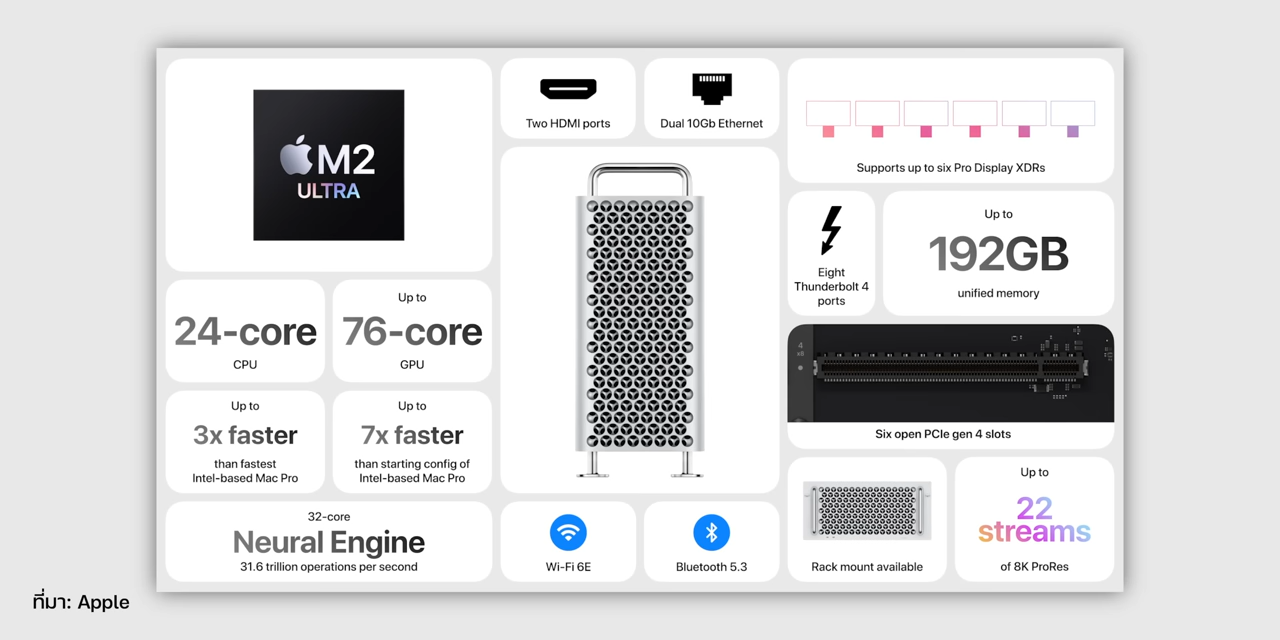 M2
ULTRA
24-core
CPU
Up to
76-core
GPU
Up to
3x faster
than fastest
Intel-based Mac Pro
Up to
7x faster
than starting config of
Intel-based Mac Pro
32-core
Neural Engine
31.6 trillion operations per second
Two HDMI ports
Dual 10Gb Ethernet
Wi-Fi 6E
Bluetooth 5.3
Supports up to six Pro Display XDRs
Eight
Thunderbolt 4
ports
Up to
192GB
unified memory
4
x8
Six open PCIe gen 4 slots
Rack mount available
Up to
22
streams
of 8K ProRes
ที่มา: Apple